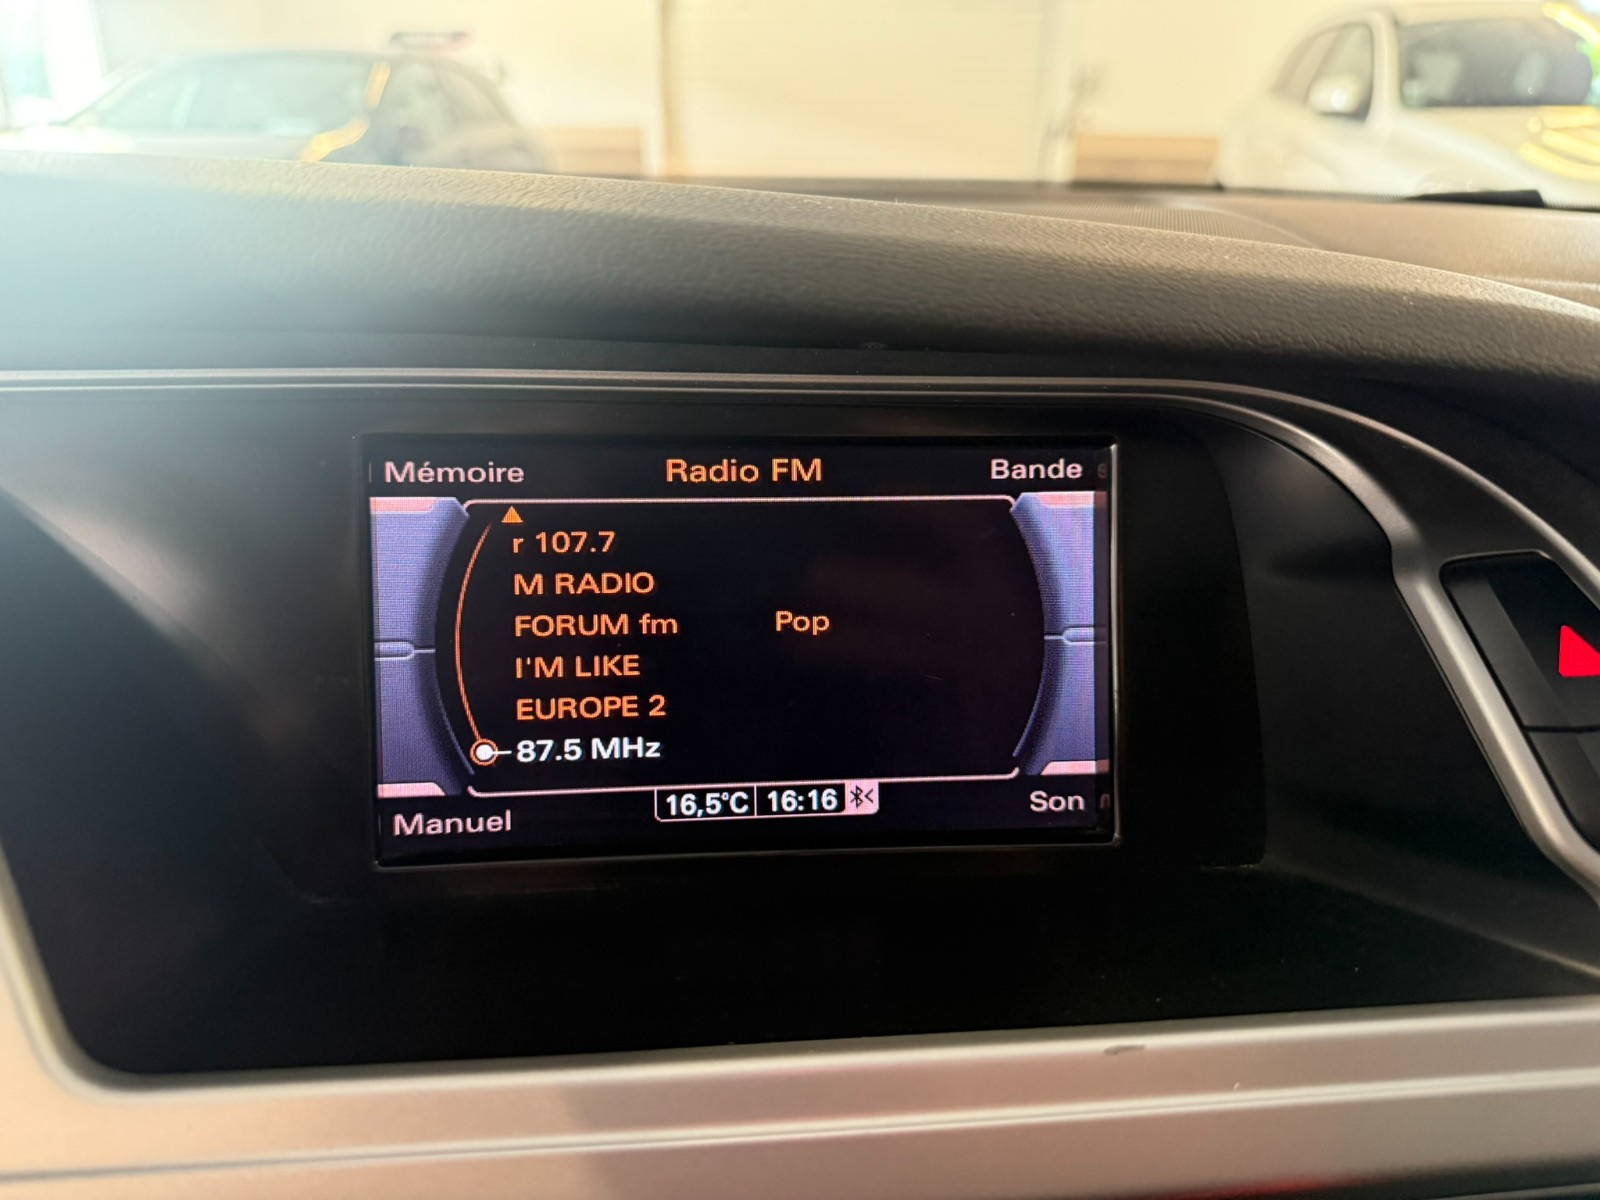 Mémoire Radio FM Bande
r 107.7
M RADIO
FORUM fm Pop
I'M LIKE
EUROPE 2
87.5 MHz
16,5°C 16:16
Manuel Son